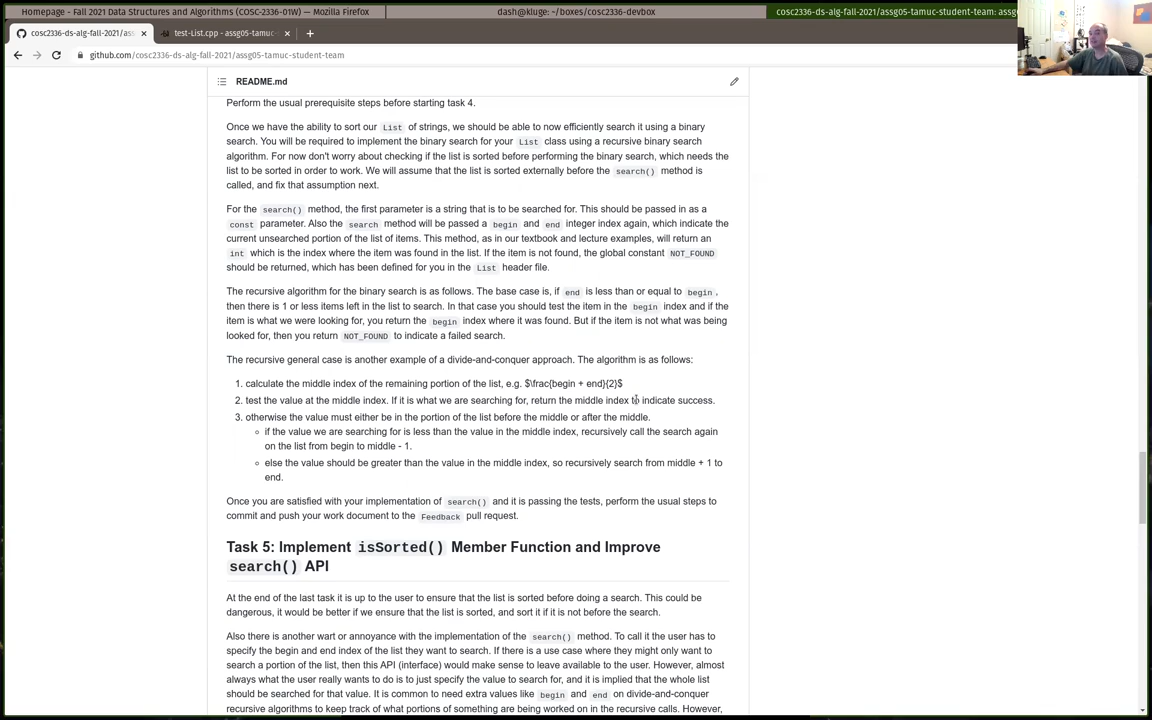 Homepage - Fall 2021 Data Structures and Algorithms (COSC-2336-01W) — Mozilla Firefox
dash@kluge: ~/boxes/cosc2336-devbox
cosc2336-ds-alg-fall-2021/assg05-tamuc-student-team: assg
cosc2336-ds-alg-fall-2021/ass
test-List.cpp - assg05-tamuc-
github.com/cosc2336-ds-alg-fall-2021/assg05-tamuc-student-team
README.md
Perform the usual prerequisite steps before starting task 4.
Once we have the ability to sort our List of strings, we should be able to now efficiently search it using a binary
search. You will be required to implement the binary search for your List class using a recursive binary search
algorithm. For now don't worry about checking if the list is sorted before performing the binary search, which needs the
list to be sorted in order to work. We will assume that the list is sorted externally before the search() method is
called, and fix that assumption next.
For the search() method, the first parameter is a string that is to be searched for. This should be passed in as a
const parameter. Also the search method will be passed a begin and end integer index again, which indicate the
current unsearched portion of the list of items. This method, as in our textbook and lecture examples, will return an
int which is the index where the item was found in the list. If the item is not found, the global constant NOT_FOUND
should be returned, which has been defined for you in the List header file.
The recursive algorithm for the binary search is as follows. The base case is, if end is less than or equal to begin ,
then there is 1 or less items left in the list to search. In that case you should test the item in the begin index and if the
item is what we were looking for, you return the begin index where it was found. But if the item is not what was being
looked for, then you return NOT_FOUND to indicate a failed search.
The recursive general case is another example of a divide-and-conquer approach. The algorithm is as follows:
1. calculate the middle index of the remaining portion of the list, e.g. $\frac{begin + end}{2}$
2. test the value at the middle index. If it is what we are searching for, return the middle index to indicate success.
3. otherwise the value must either be in the portion of the list before the middle or after the middle.
◦ if the value we are searching for is less than the value in the middle index, recursively call the search again
on the list from begin to middle - 1.
◦ else the value should be greater than the value in the middle index, so recursively search from middle + 1 to
end.
Once you are satisfied with your implementation of search() and it is passing the tests, perform the usual steps to
commit and push your work document to the Feedback pull request.
Task 5: Implement isSorted() Member Function and Improve
search() API
At the end of the last task it is up to the user to ensure that the list is sorted before doing a search. This could be
dangerous, it would be better if we ensure that the list is sorted, and sort it if it is not before the search.
Also there is another wart or annoyance with the implementation of the search() method. To call it the user has to
specify the begin and end index of the list they want to search. If there is a use case where they might only want to
search a portion of the list, then this API (interface) would make sense to leave available to the user. However, almost
always what the user really wants to do is to just specify the value to search for, and it is implied that the whole list
should be searched for that value. It is common to need extra values like begin and end on divide-and-conquer
recursive algorithms to keep track of what portions of something are being worked on in the recursive calls. However,